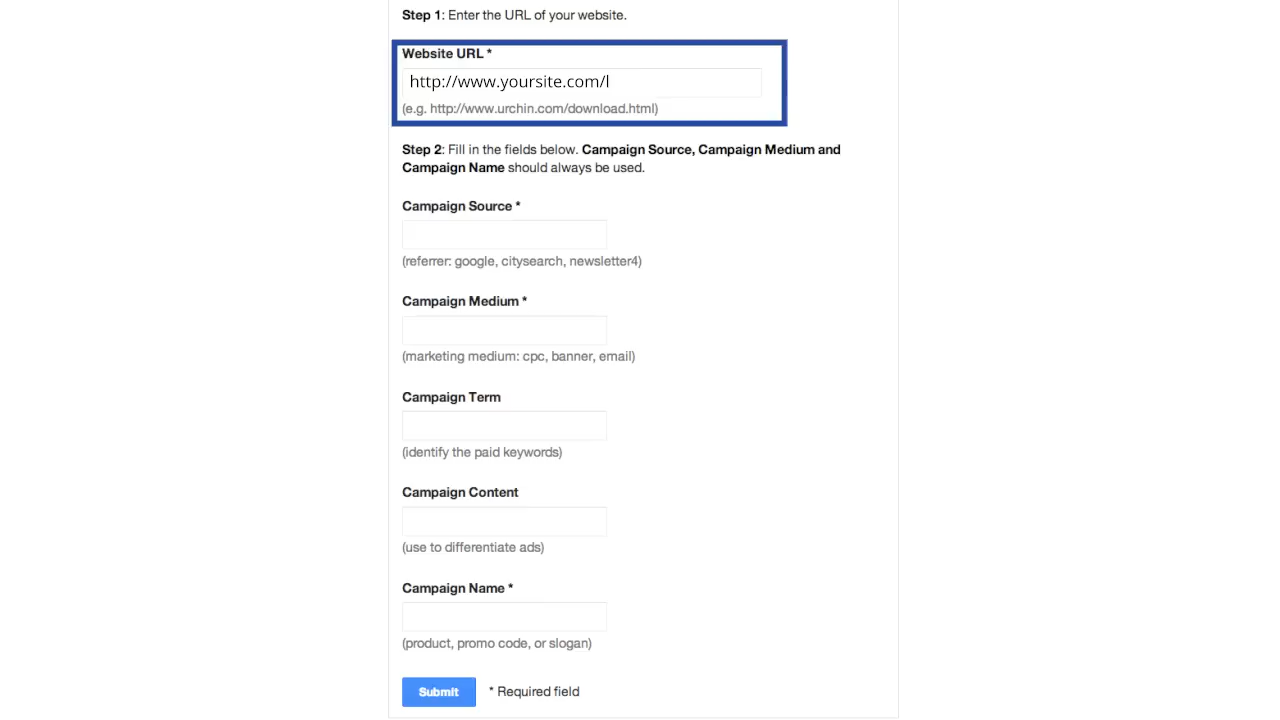 Step 1: Enter the URL of your website.
Website URL *
http://www.yoursite.com/l
(e.g. http://www.urchin.com/download.html)
Step 2: Fill in the fields below. Campaign Source, Campaign Medium and
Campaign Name should always be used.
Campaign Source *
(referrer: google, citysearch, newsletter4)
Campaign Medium *
(marketing medium: cpc, banner, email)
Campaign Term
(identify the paid keywords)
Campaign Content
(use to differentiate ads)
Campaign Name *
(product, promo code, or slogan)
Submit * Required field